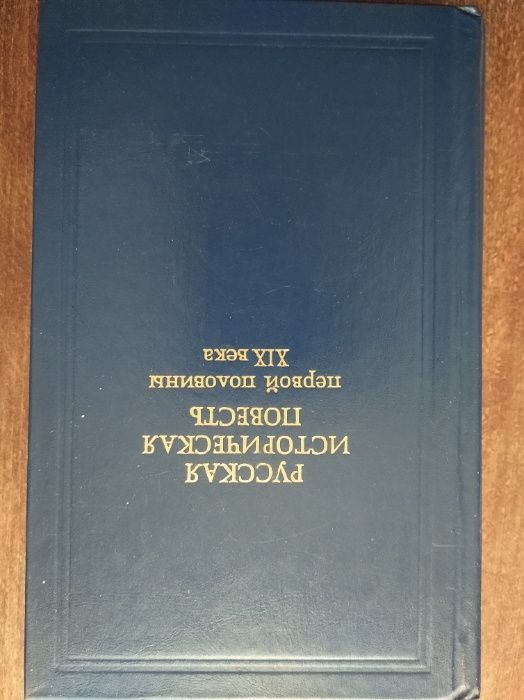 РУССКАЯ
ИСТОРИЧЕСКАЯ
ПОВЕСТЬ
первой половины
XIX века